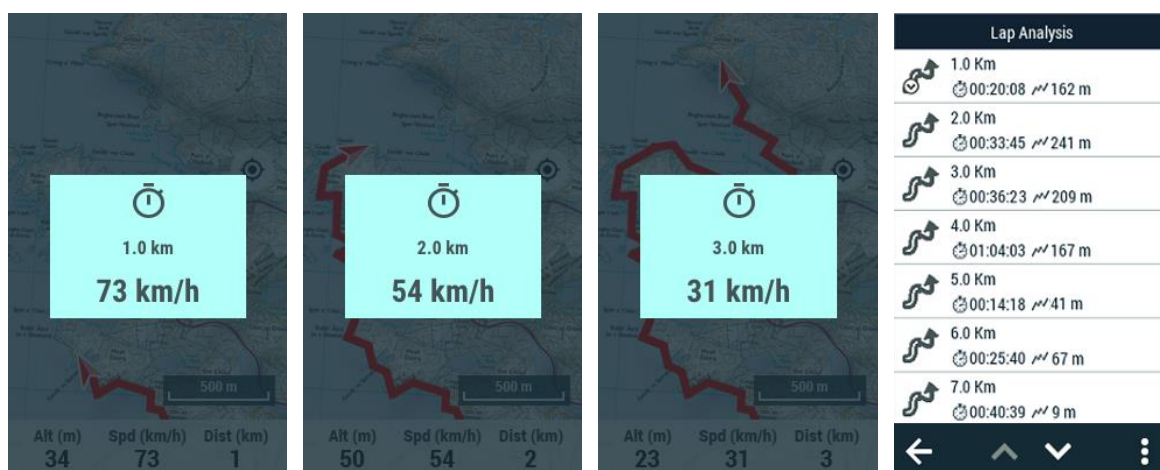 1.0 km
73 km/h
500 m
Alt (m) Spd (km/h) Dist (km)
34 73 1
2.0 km
54 km/h
500 m
Alt (m) Spd (km/h) Dist (km)
50 54 2
3.0 km
31 km/h
500 m
Alt (m) Spd (km/h) Dist (km)
23 31 3
Lap Analysis
1.0 Km
00:20:08 162 m
2.0 Km
00:33:45 241 m
3.0 Km
00:36:23 209 m
4.0 Km
01:04:03 167 m
5.0 Km
00:14:18 41 m
6.0 Km
00:25:40 67 m
7.0 Km
00:40:39 9 m